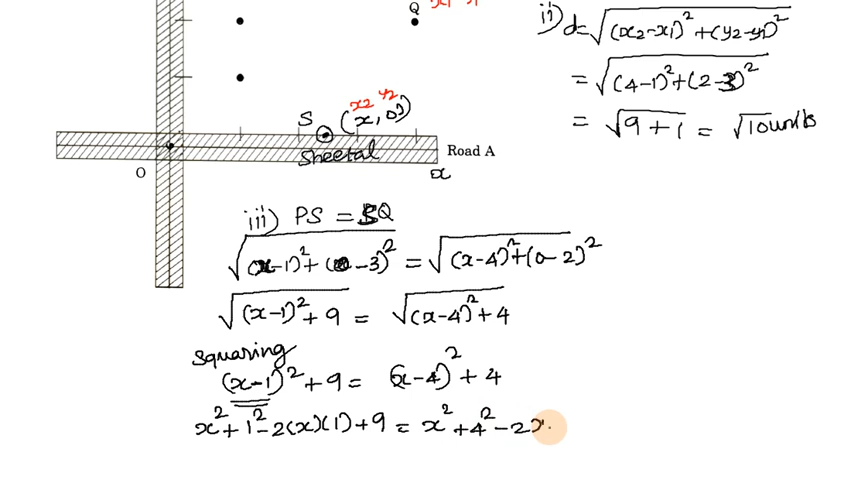 Q
ii) d = √(x2-x1)² + (y2-y1)²
= √(4-1)² + (2-3)²
= √9+1 = √10 units
x2 y2
S (x, 0)
Sheetal
Road A
O
x
iii) PS = SQ
√(x-1)² + (0-3)² = √(x-4)² + (0-2)²
√(x-1)² + 9 = √(x-4)² + 4
Squaring
(x-1)² + 9 = (x-4)² + 4
x² + 1² - 2(x)(1) + 9 = x² + 4² - 2x